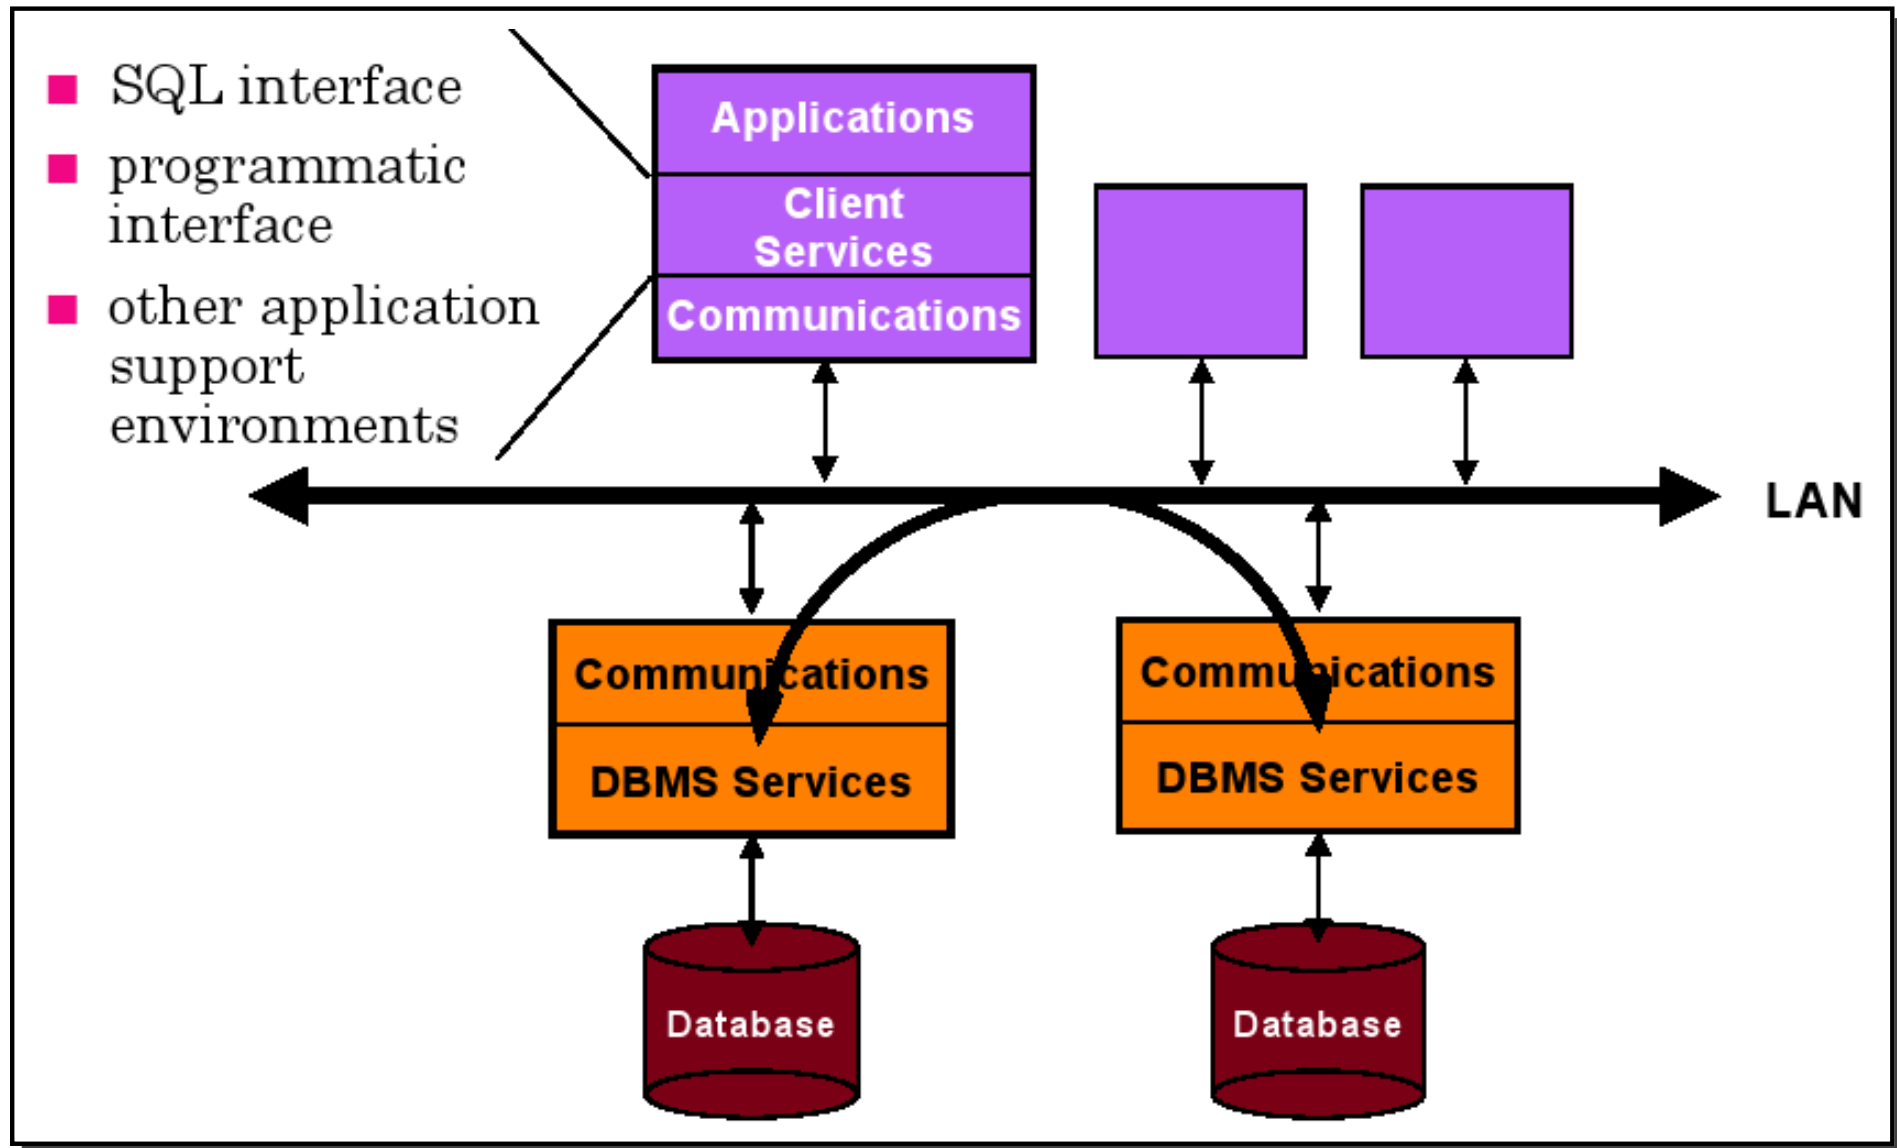 SQL interface
programmatic
interface
other application
support
environments
Applications
Client
Services
Communications
LAN
Communications
DBMS Services
Communications
DBMS Services
Database
Database